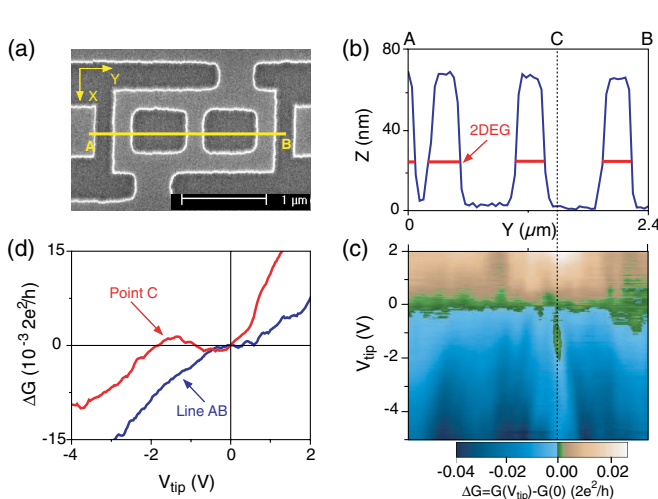 (a)
Y
X
A
B
1 μm
(b)
A C B
Z (nm)
80
40
0
2DEG
0 Y (μm) 2.4
(d)
ΔG (10⁻³ 2e²/h)
15
0
-15
Point C
Line AB
-4 -2 0 2
V_tip (V)
(c)
V_tip (V)
2
0
-2
-4
-0.04 -0.02 0.00 0.02
ΔG=G(V_tip)-G(0) (2e²/h)